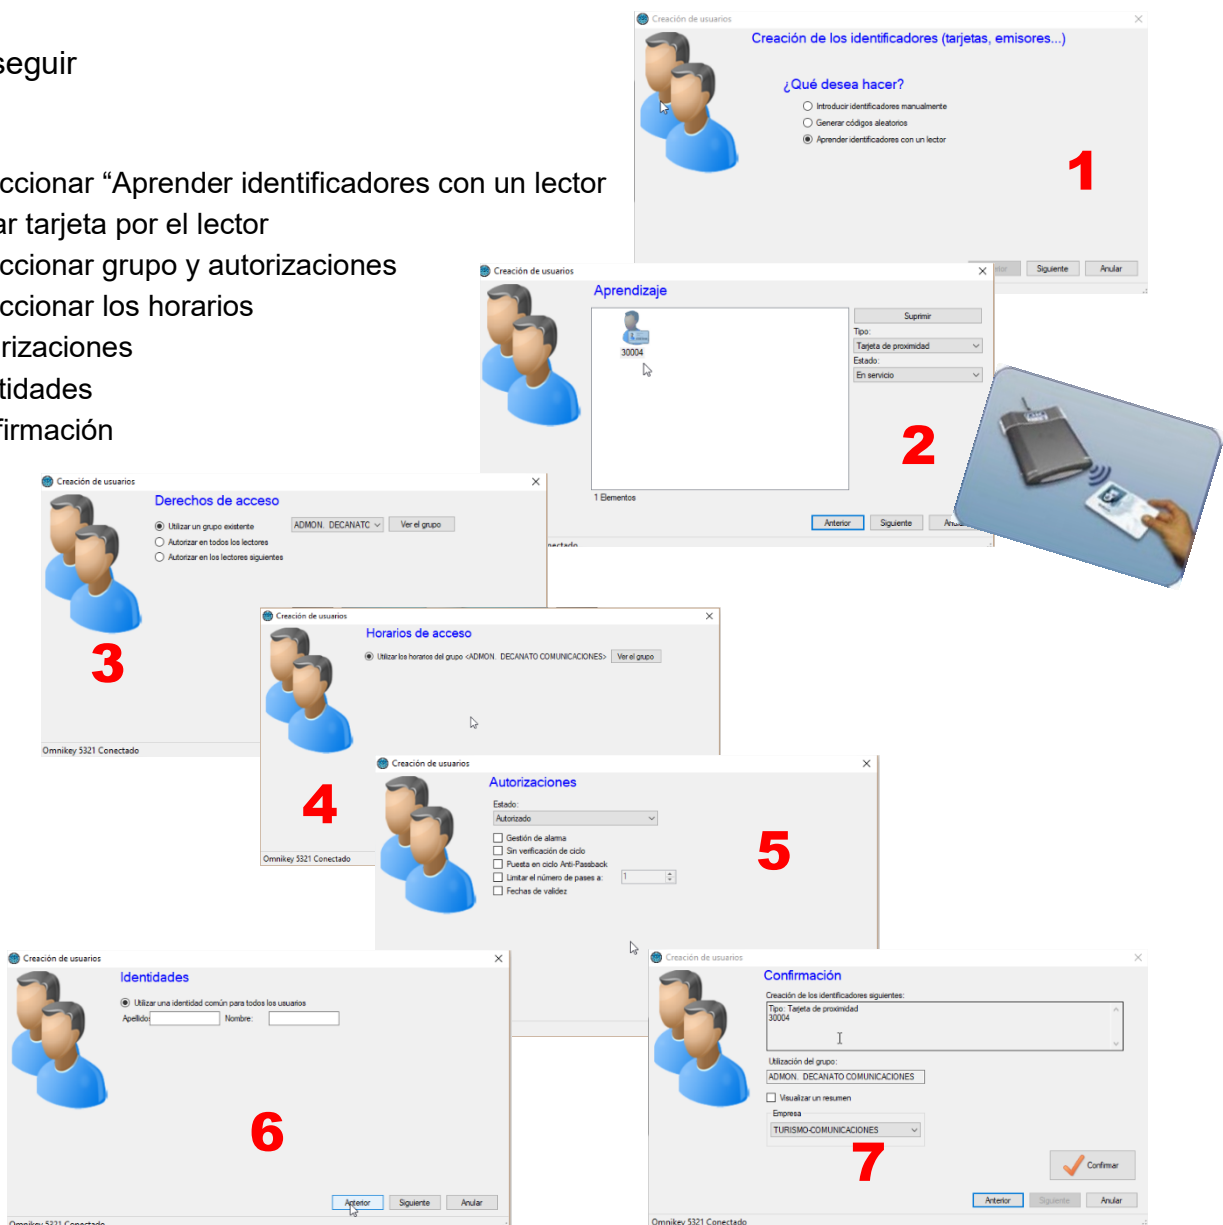 seguir
ccionar “Aprender identificadores con un lector
ar tarjeta por el lector
ccionar grupo y autorizaciones
ccionar los horarios
rizaciones
tidades
firmación
Creación de usuarios
Creación de los identificadores (tarjetas, emisores...)
¿Qué desea hacer?
Introducir identificadores manualmente
Generar códigos aleatorios
Aprender identificadores con un lector
1
Siguiente
Anular
Creación de usuarios
Aprendizaje
30004
Suprimir
Tipo:
Tarjeta de proximidad
Estado:
En servicio
2
1 Elementos
Anterior
Siguiente
nectado
Creación de usuarios
Derechos de acceso
Utilizar un grupo existente
ADMON. DECANATC
Ver el grupo
Autorizar en todos los lectores
Autorizar en los lectores siguientes
3
Omnikey 5321 Conectado
Creación de usuarios
Horarios de acceso
Utilizar los horarios del grupo <ADMON. DECANATO COMUNICACIONES>
Ver el grupo
4
Omnikey 5321 Conectado
Creación de usuarios
Autorizaciones
Estado:
Autorizado
Gestión de alarma
Sin verificación de ciclo
Puesta en ciclo Anti-Passback
Limitar el número de pases a:
1
Fechas de validez
5
Creación de usuarios
Identidades
Utilizar una identidad común para todos los usuarios
Apellido:
Nombre:
6
Anterior
Siguiente
Anular
Omnikey 5321 Conectado
Creación de usuarios
Confirmación
Creación de los identificadores siguientes:
Tipo: Tarjeta de proximidad
30004
Utilización del grupo:
ADMON. DECANATO COMUNICACIONES
Visualizar un resumen
Empresa
TURISMO-COMUNICACIONES
7
Confirmar
Anterior
Siguiente
Anular
Omnikey 5321 Conectado